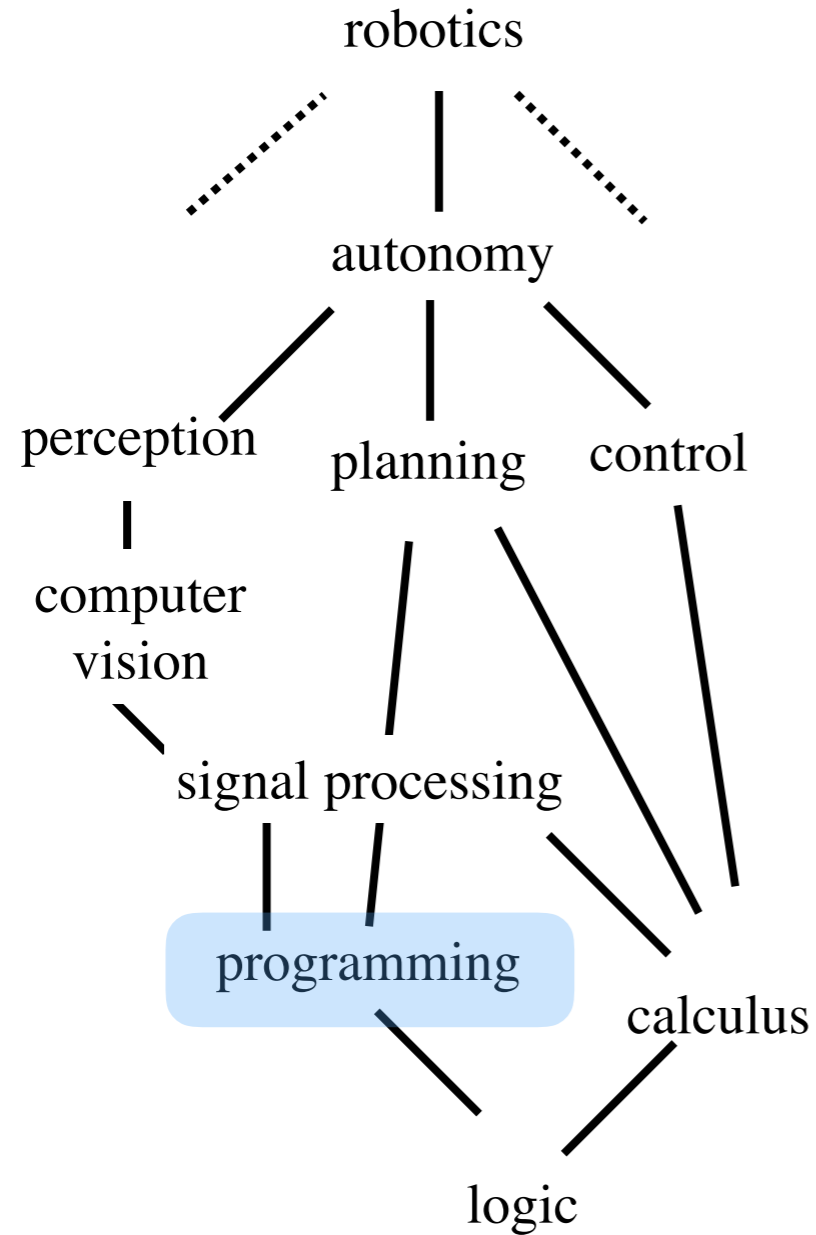 robotics
autonomy
perception
planning
control
computer
vision
signal processing
programming
calculus
logic